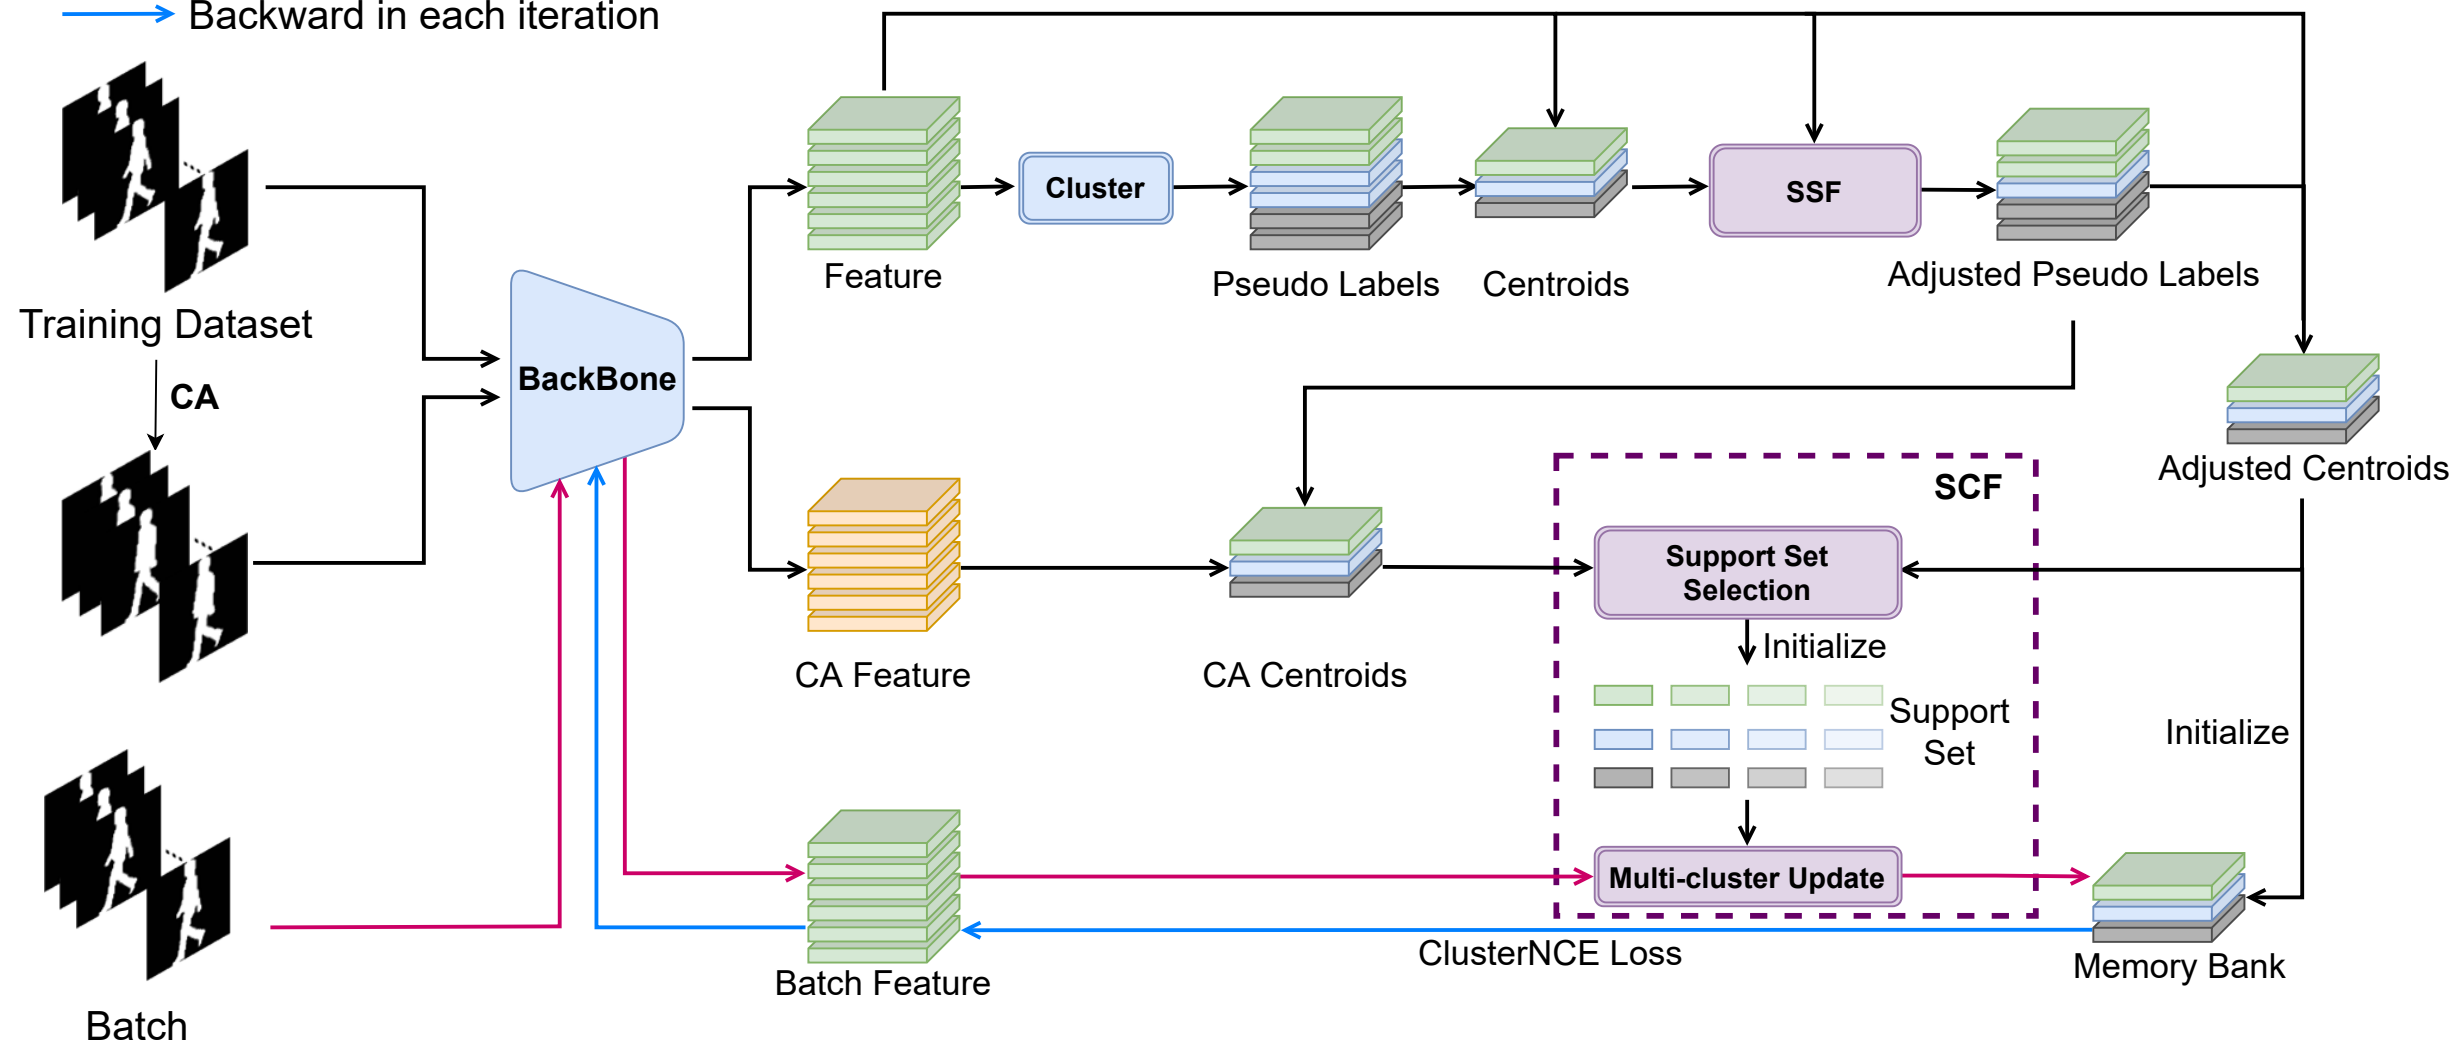 Backward in each iteration
Training Dataset
CA
BackBone
Feature
Cluster
Pseudo Labels
Centroids
SSF
Adjusted Pseudo Labels
Adjusted Centroids
CA Feature
CA Centroids
SCF
Support Set
Selection
Initialize
Support
Set
Initialize
Multi-cluster Update
ClusterNCE Loss
Batch Feature
Memory Bank
Batch